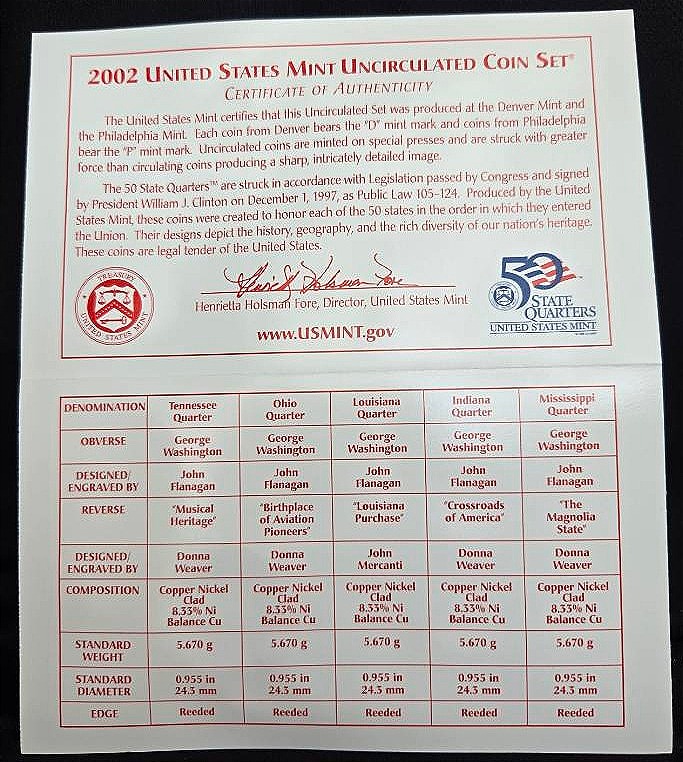 2002 UNITED STATES MINT UNCIRCULATED COIN SET®
CERTIFICATE OF AUTHENTICITY
The United States Mint certifies that this Uncirculated Set was produced at the Denver Mint and
the Philadelphia Mint. Each coin from Denver bears the "D" mint mark and coins from Philadelphia
bear the "P" mint mark. Uncirculated coins are minted on special presses and are struck with greater
force than circulating coins producing a sharp, intricately detailed image.
The 50 State Quarters™ are struck in accordance with Legislation passed by Congress and signed
by President William J. Clinton on December 1, 1997, as Public Law 105–124. Produced by the United
States Mint, these coins were created to honor each of the 50 states in the order in which they entered
the Union. Their designs depict the history, geography, and the rich diversity of our nation's heritage.
These coins are legal tender of the United States.
TREASURY
UNITED STATES MINT
Henrietta Holsman Fore
Henrietta Holsman Fore, Director, United States Mint
www.USMINT.gov
50
STATE
QUARTERS
UNITED STATES MINT
DENOMINATION Tennessee Quarter Ohio Quarter Louisiana Quarter Indiana Quarter Mississippi Quarter
OBVERSE George Washington George Washington George Washington George Washington George Washington
DESIGNED/ ENGRAVED BY John Flanagan John Flanagan John Flanagan John Flanagan John Flanagan
REVERSE "Musical Heritage" "Birthplace of Aviation Pioneers" "Louisiana Purchase" "Crossroads of America" "The Magnolia State"
DESIGNED/ ENGRAVED BY Donna Weaver Donna Weaver John Mercanti Donna Weaver Donna Weaver
COMPOSITION Copper Nickel Clad 8.33% Ni Balance Cu Copper Nickel Clad 8.33% Ni Balance Cu Copper Nickel Clad 8.33% Ni Balance Cu Copper Nickel Clad 8.33% Ni Balance Cu Copper Nickel Clad 8.33% Ni Balance Cu
STANDARD WEIGHT 5.670 g 5.670 g 5.670 g 5.670 g 5.670 g
STANDARD DIAMETER 0.955 in 24.3 mm 0.955 in 24.3 mm 0.955 in 24.3 mm 0.955 in 24.3 mm 0.955 in 24.3 mm
EDGE Reeded Reeded Reeded Reeded Reeded